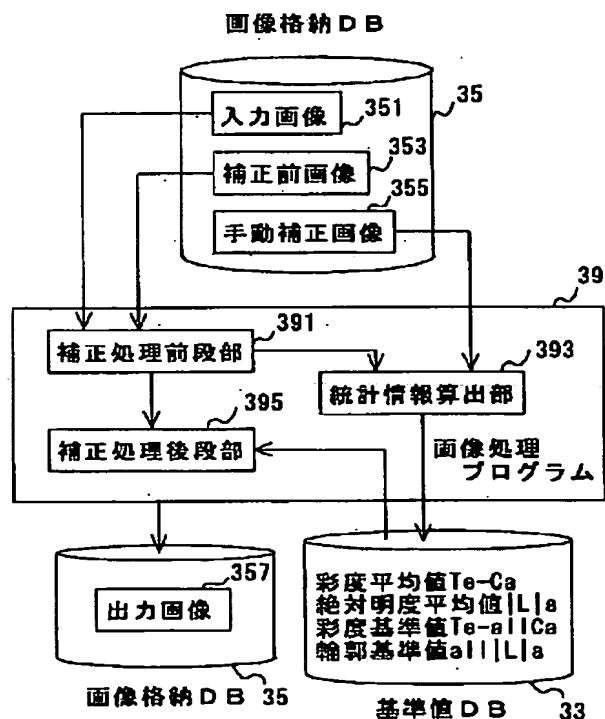 画像格納DB
35
入力画像
351
補正前画像
353
手動補正画像
355
39
補正処理前段部
391
統計情報算出部
393
補正処理後段部
395
画像処理
プログラム
出力画像
357
画像格納DB 35
彩度平均値Te-Ca
絶対明度平均値|L|a
彩度基準値Te-allCa
輪郭基準値all|L|a
基準値DB
33